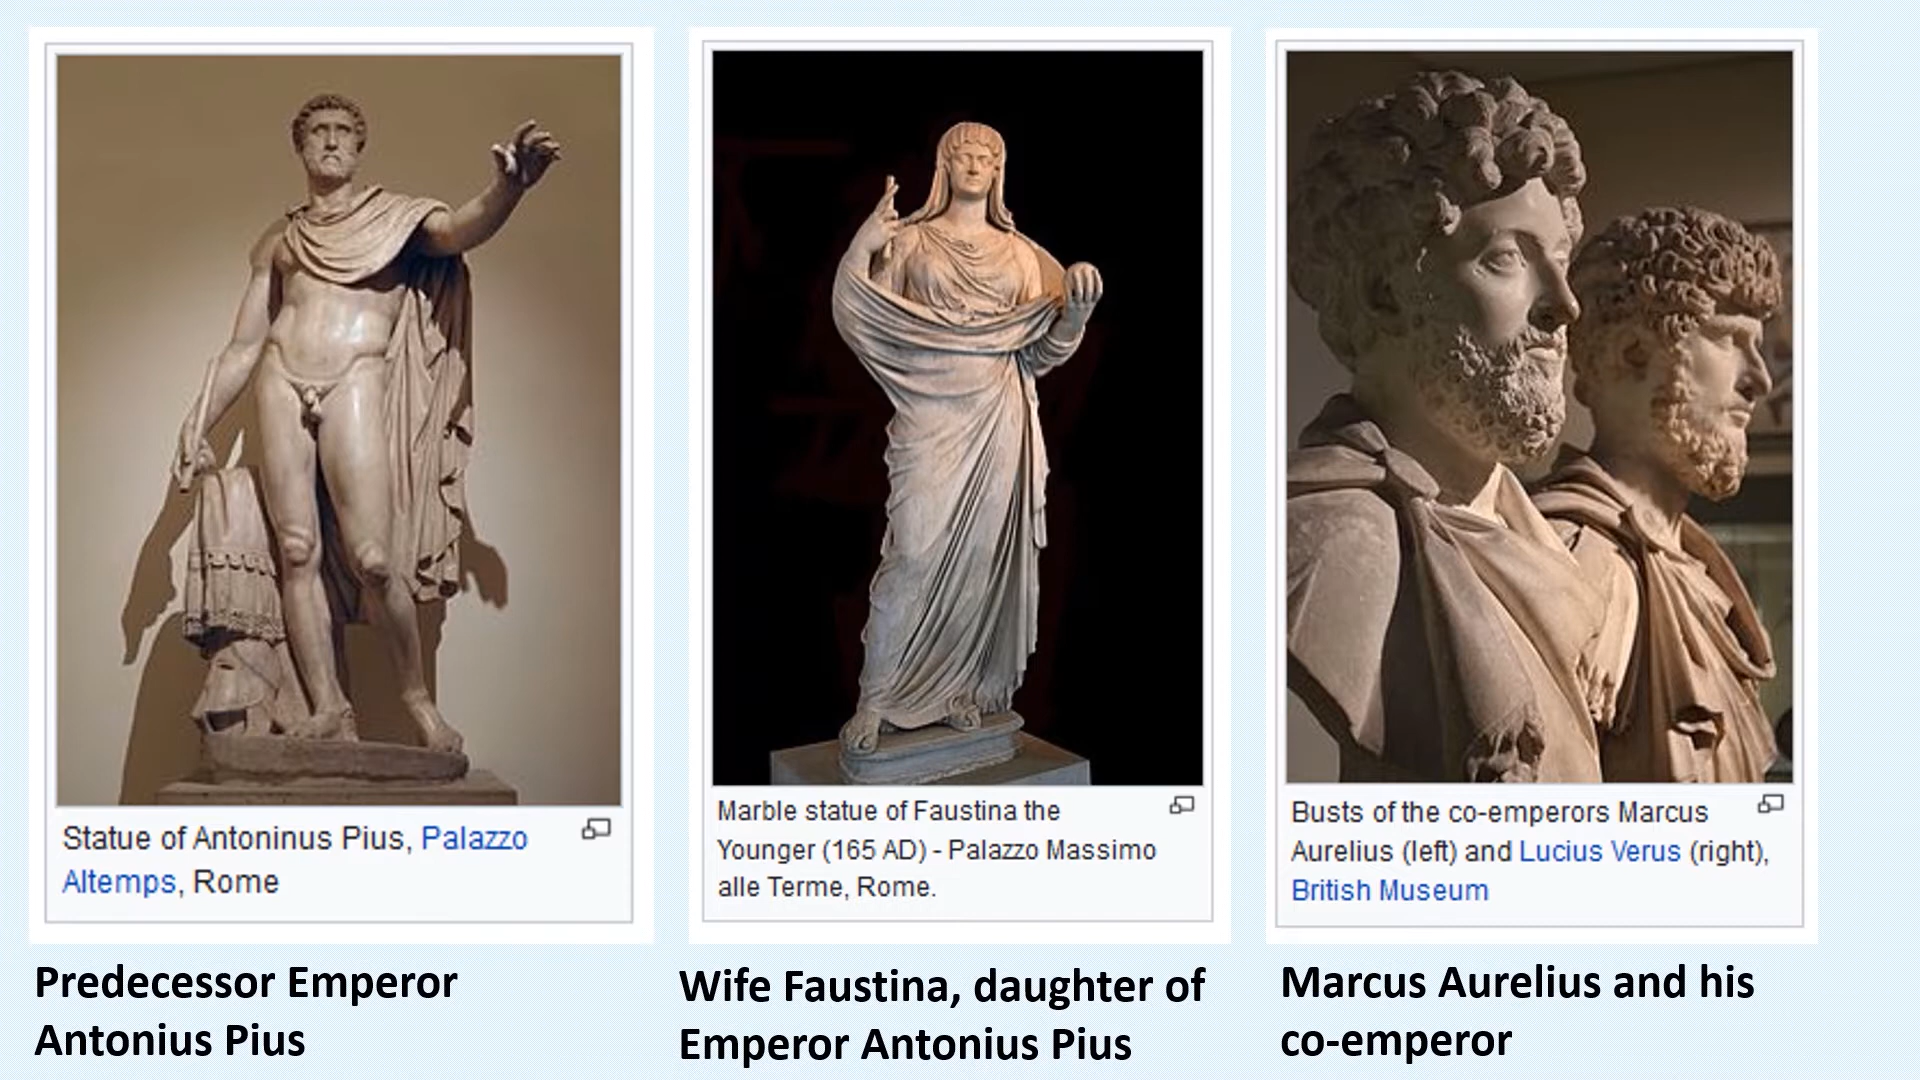 Statue of Antoninus Pius, Palazzo
Altemps, Rome
Marble statue of Faustina the
Younger (165 AD) - Palazzo Massimo
alle Terme, Rome.
Busts of the co-emperors Marcus
Aurelius (left) and Lucius Verus (right),
British Museum
Predecessor Emperor
Antonius Pius
Wife Faustina, daughter of
Emperor Antonius Pius
Marcus Aurelius and his
co-emperor